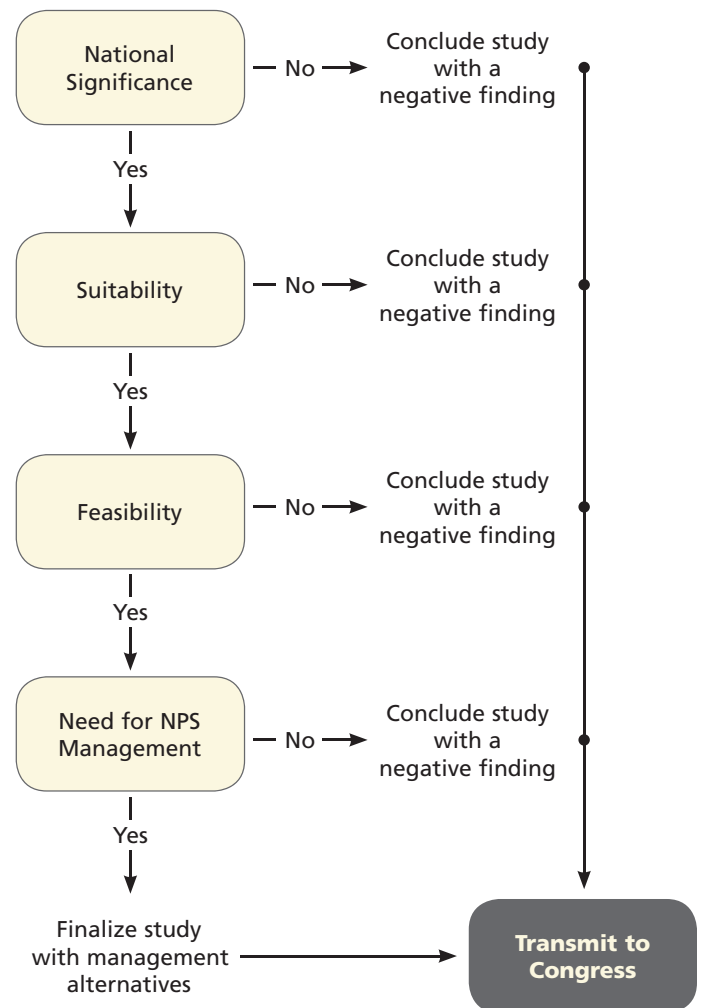 National
Significance
No
Conclude study
with a
negative finding
Yes
Suitability
No
Conclude study
with a
negative finding
Yes
Feasibility
No
Conclude study
with a
negative finding
Yes
Need for NPS
Management
No
Conclude study
with a
negative finding
Yes
Finalize study
with management
alternatives
Transmit to
Congress